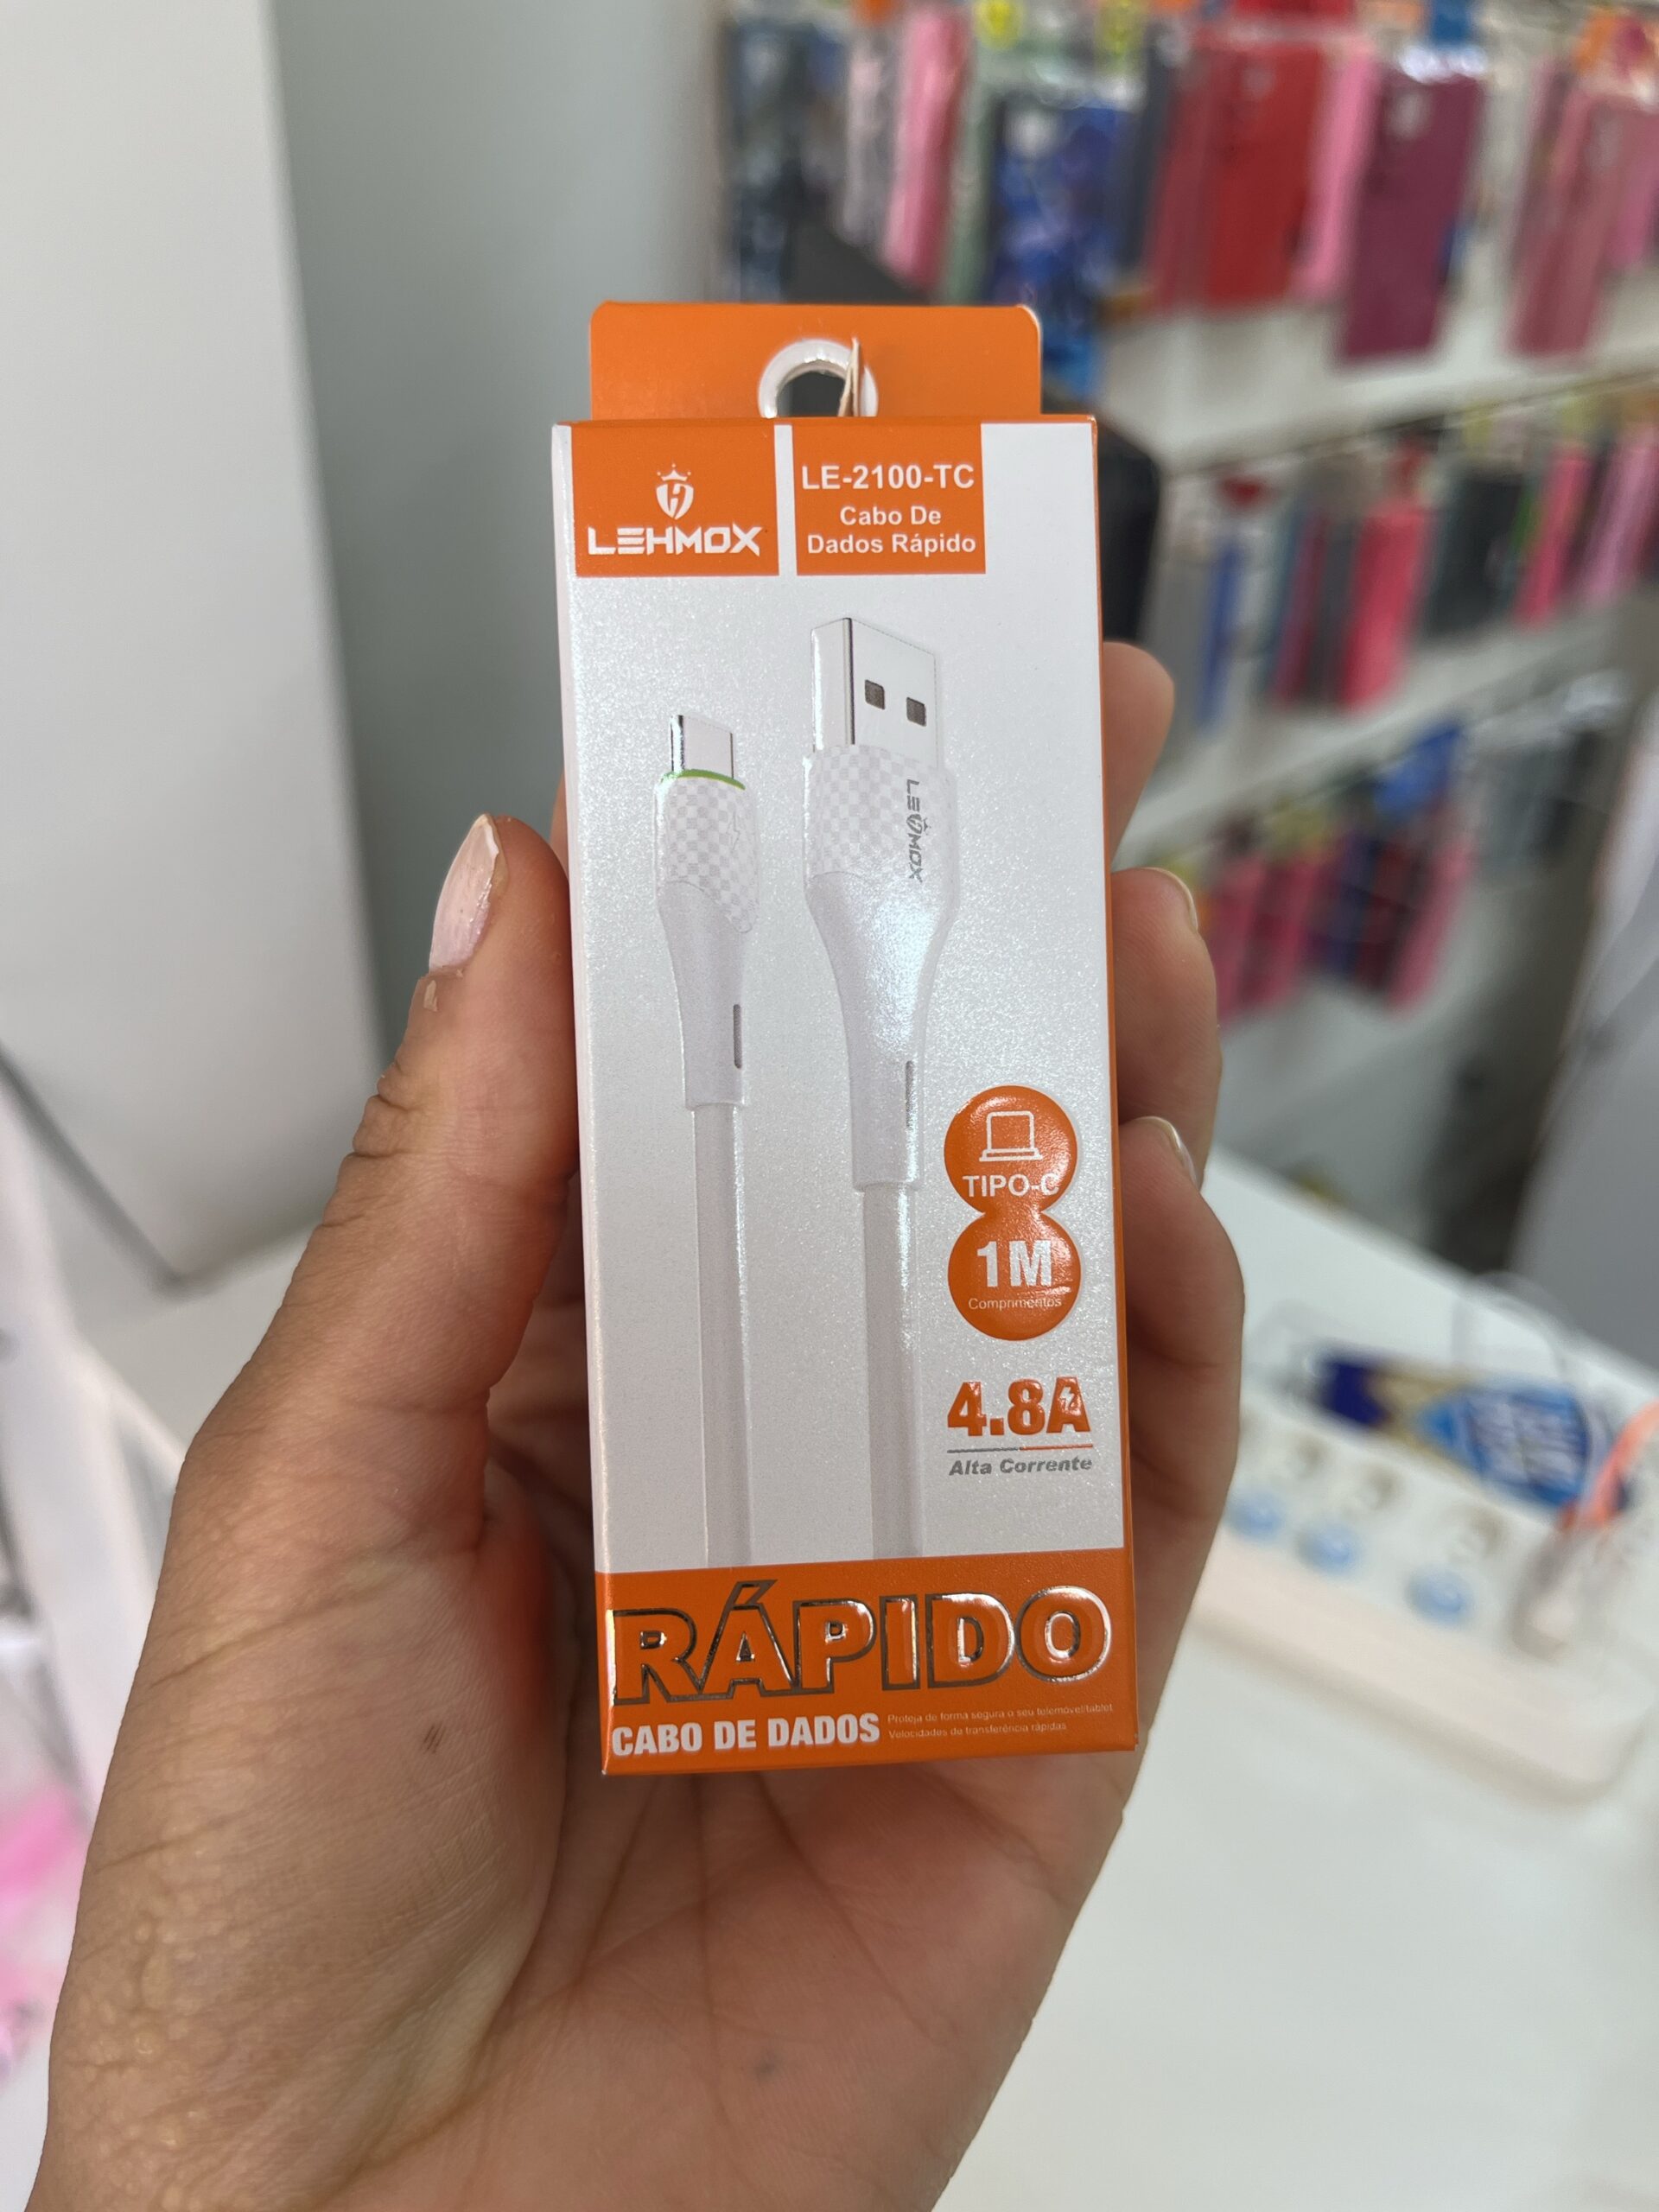 LEHMOX
LE-2100-TC
Cabo De
Dados Rápido
LEHMOX
TIPO-C
1M
Comprimentos
4.8A
Alta Corrente
RÁPIDO
CABO DE DADOS
Proteja de forma segura o seu telemóvel/tablet
Velocidades de transferência rápidas